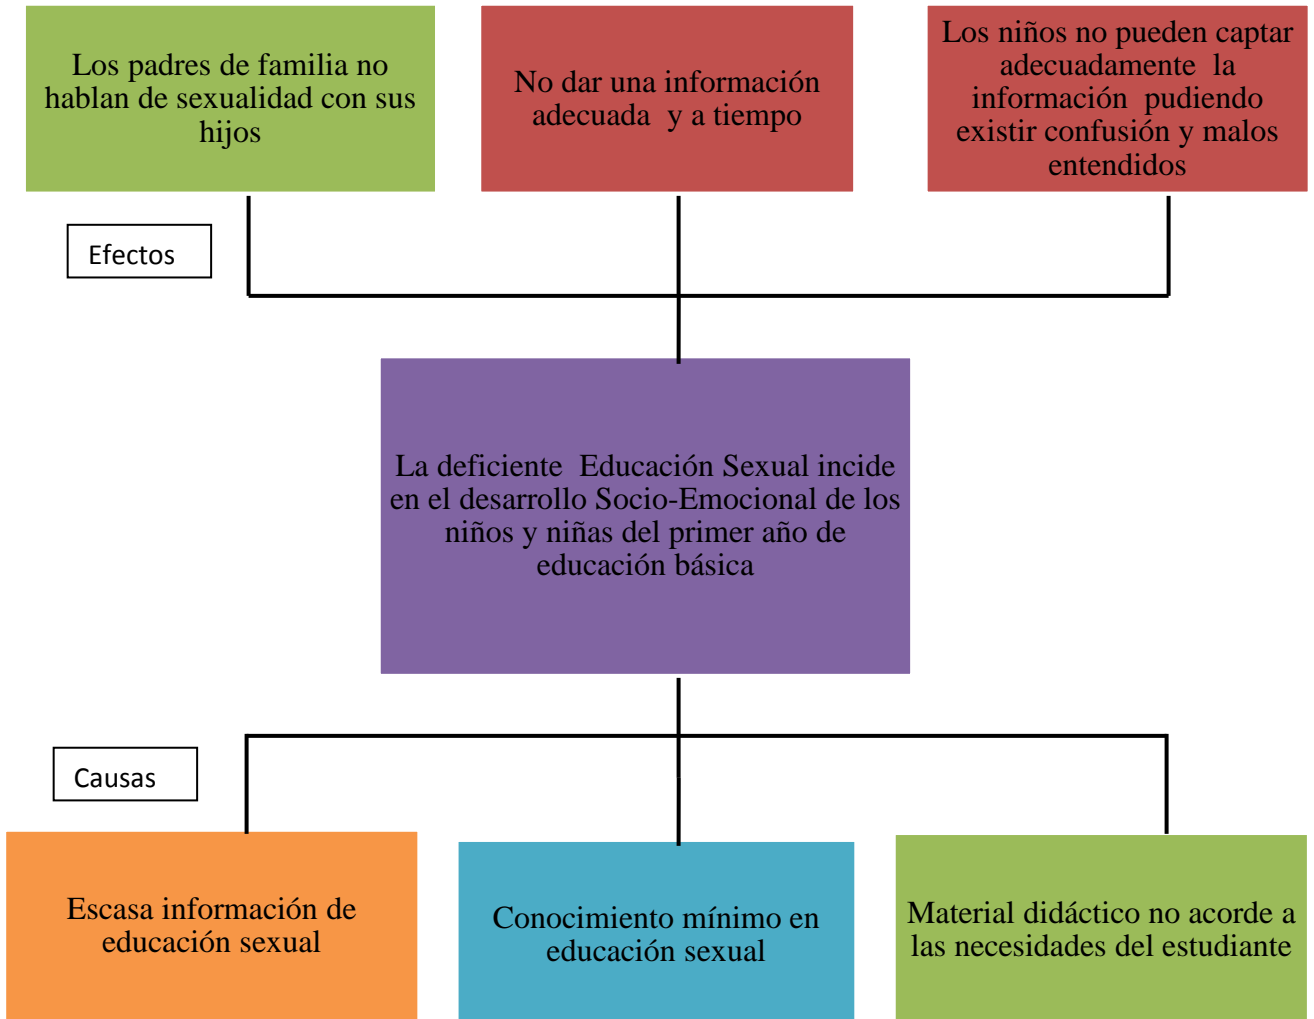 Los padres de familia no
hablan de sexualidad con sus
hijos
No dar una información
adecuada y a tiempo
Los niños no pueden captar
adecuadamente la
información pudiendo
existir confusión y malos
entendidos
Efectos
La deficiente Educación Sexual incide
en el desarrollo Socio-Emocional de los
niños y niñas del primer año de
educación básica
Causas
Escasa información de
educación sexual
Conocimiento mínimo en
educación sexual
Material didáctico no acorde a
las necesidades del estudiante